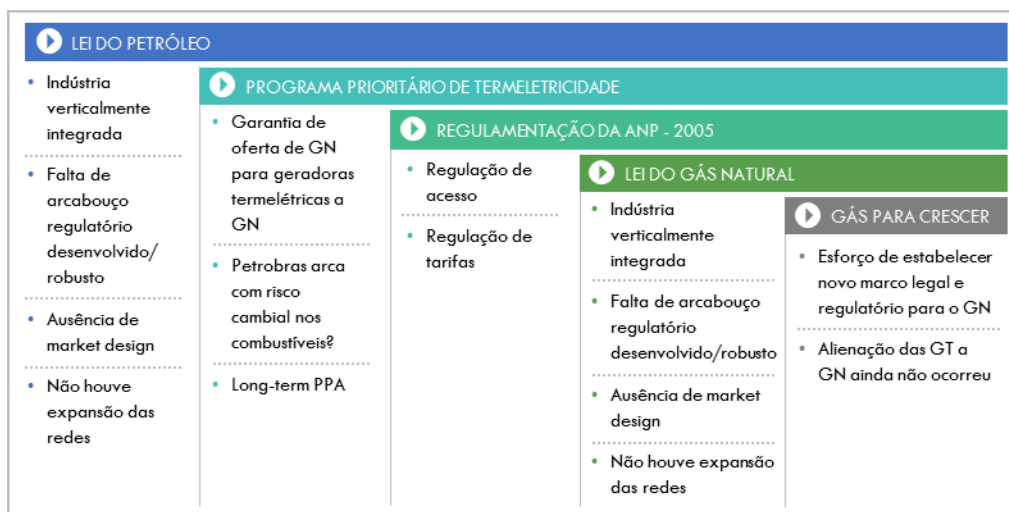 LEI DO PETRÓLEO
• Indústria
verticalmente
integrada
• Falta de
arcabouço
regulatório
desenvolvido/
robusto
• Ausência de
market design
• Não houve
expansão das
redes
PROGRAMA PRIORITÁRIO DE TERMELETRICIDADE
• Garantia de
oferta de GN
para geradoras
termelétricas a
GN
• Petrobras arca
com risco
cambial nos
combustíveis?
• Long-term PPA
REGULAMENTAÇÃO DA ANP - 2005
• Regulação de
acesso
• Regulação de
tarifas
LEI DO GÁS NATURAL
• Indústria
verticalmente
integrada
• Falta de arcabouço
regulatório
desenvolvido/robusto
• Ausência de market
design
• Não houve expansão
das redes
GÁS PARA CRESCER
• Esforço de estabelecer
novo marco legal e
regulatório para o GN
• Alienação das GT a
GN ainda não ocorreu